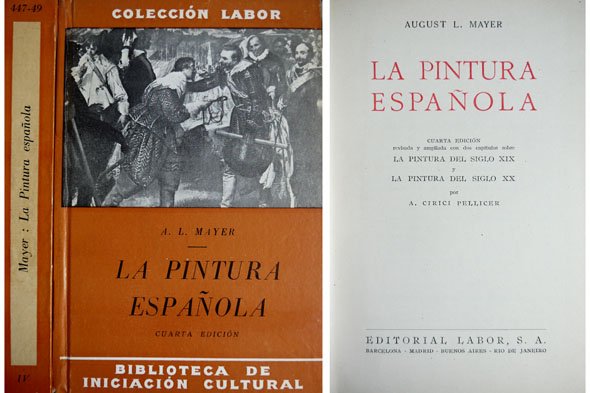 447-49
Mayer : La Pintura española
IV
COLECCIÓN LABOR
A. L. MAYER
LA PINTURA
ESPAÑOLA
CUARTA EDICIÓN
BIBLIOTECA DE
INICIACIÓN CULTURAL
AUGUST L. MAYER
LA PINTURA
ESPAÑOLA
CUARTA EDICIÓN
revisada y ampliada con dos capítulos sobre
LA PINTURA DEL SIGLO XIX
y
LA PINTURA DEL SIGLO XX
por
A. CIRICI PELLICER
EDITORIAL LABOR, S. A.
BARCELONA - MADRID - BUENOS AIRES - RIO DE JANEIRO